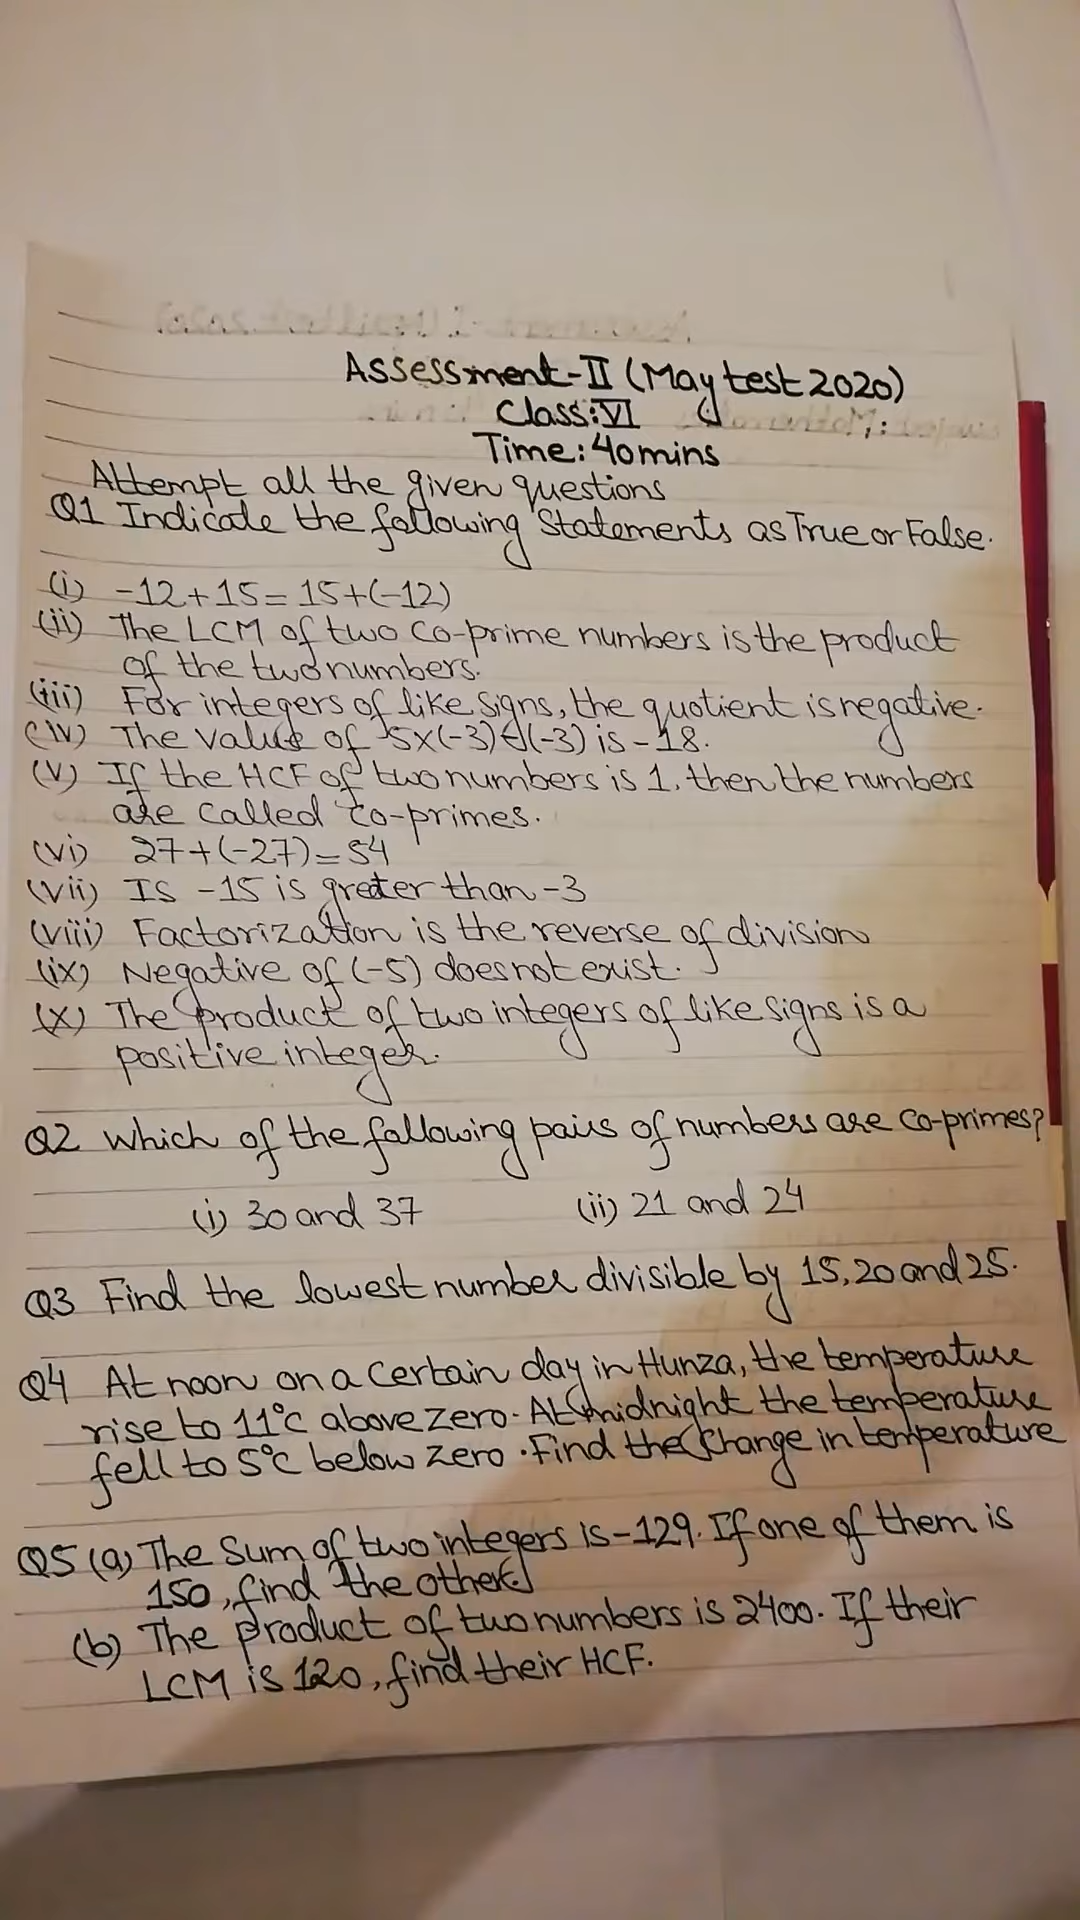 Assessment-II (May test 2020)
Class:VI
Time:40mins
Attempt all the given questions
Q1 Indicate the following Statements as True or False.
(i) -12+15=15+(-12)
(ii) The LCM of two co-prime numbers is the product
of the two numbers.
(iii) For integers of like signs, the quotient is negative.
(iv) The value of 5x(-3) (-3) is -18.
(v) If the HCF of two numbers is 1, then the numbers
are called co-primes.
(vi) 27+(-27)=54
(vii) Is -15 is greter than -3
(viii) Factorization is the reverse of division
(ix) Negative of (-5) does not exist.
(x) The product of two integers of like signs is a
positive integer.
Q2 Which of the following pairs of numbers are co-primes?
(i) 30 and 37 (ii) 21 and 24
Q3 Find the lowest number divisible by 15,20 and 25.
Q4 At noon on a certain day in Hunza, the temperature
rise to 11°c above zero. At midnight the temperature
fell to 5°c below zero. Find the change in temperature
Q5 (a) The Sum of two integers is -129. If one of them is
150, find the other.
(b) The product of two numbers is 2400. If their
LCM is 120, find their HCF.